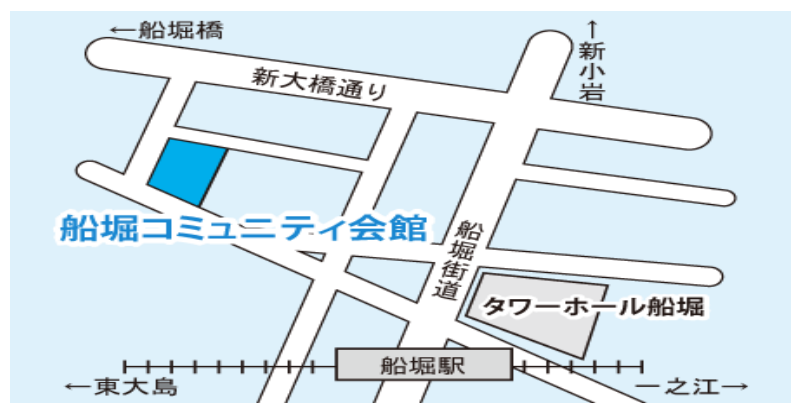 ←船堀橋
↑新小岩
新大橋通り
船堀コミュニティ会館
船堀街道
タワーホール船堀
船堀駅
←東大島
一之江→